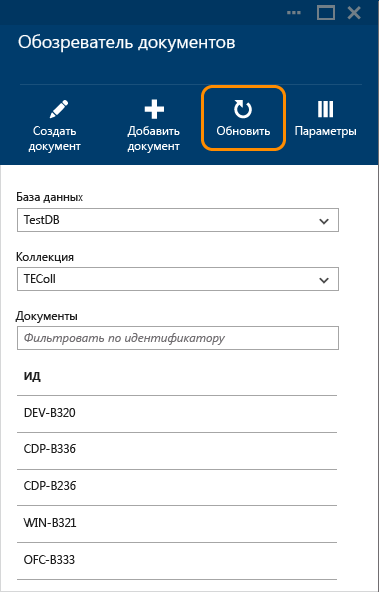 Обозреватель документов
Создать документ
Добавить документ
Обновить
Параметры
База данных
TestDB
Коллекция
TEColl
Документы
Фильтровать по идентификатору
ИД
DEV-B320
CDP-B336
CDP-B236
WIN-B321
OFC-B333